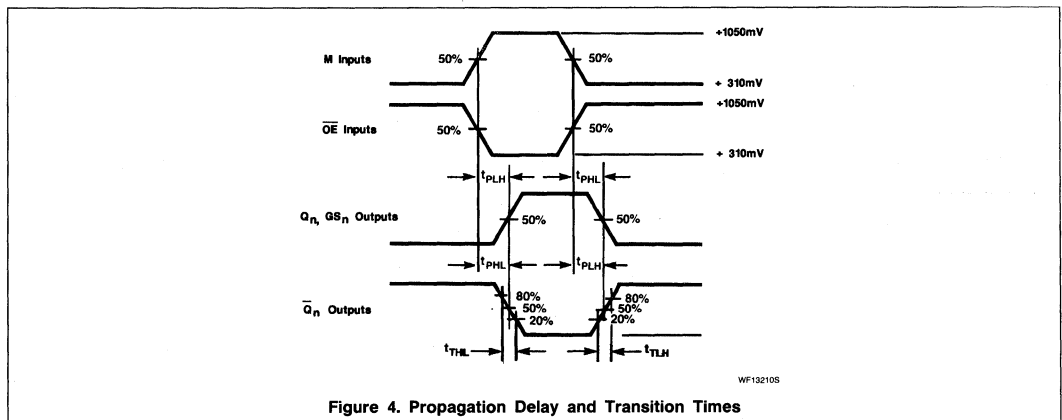 +1050mV
M Inputs
50%
50%
+ 310mV
+1050mV
OE Inputs
50%
50%
+ 310mV
tPLH
tPHL
Qn, GSn Outputs
50%
50%
tPHL
tPLH
Qn Outputs
80%
50%
20%
80%
50%
20%
tTHL
tTLH
WF13210S
Figure 4. Propagation Delay and Transition Times